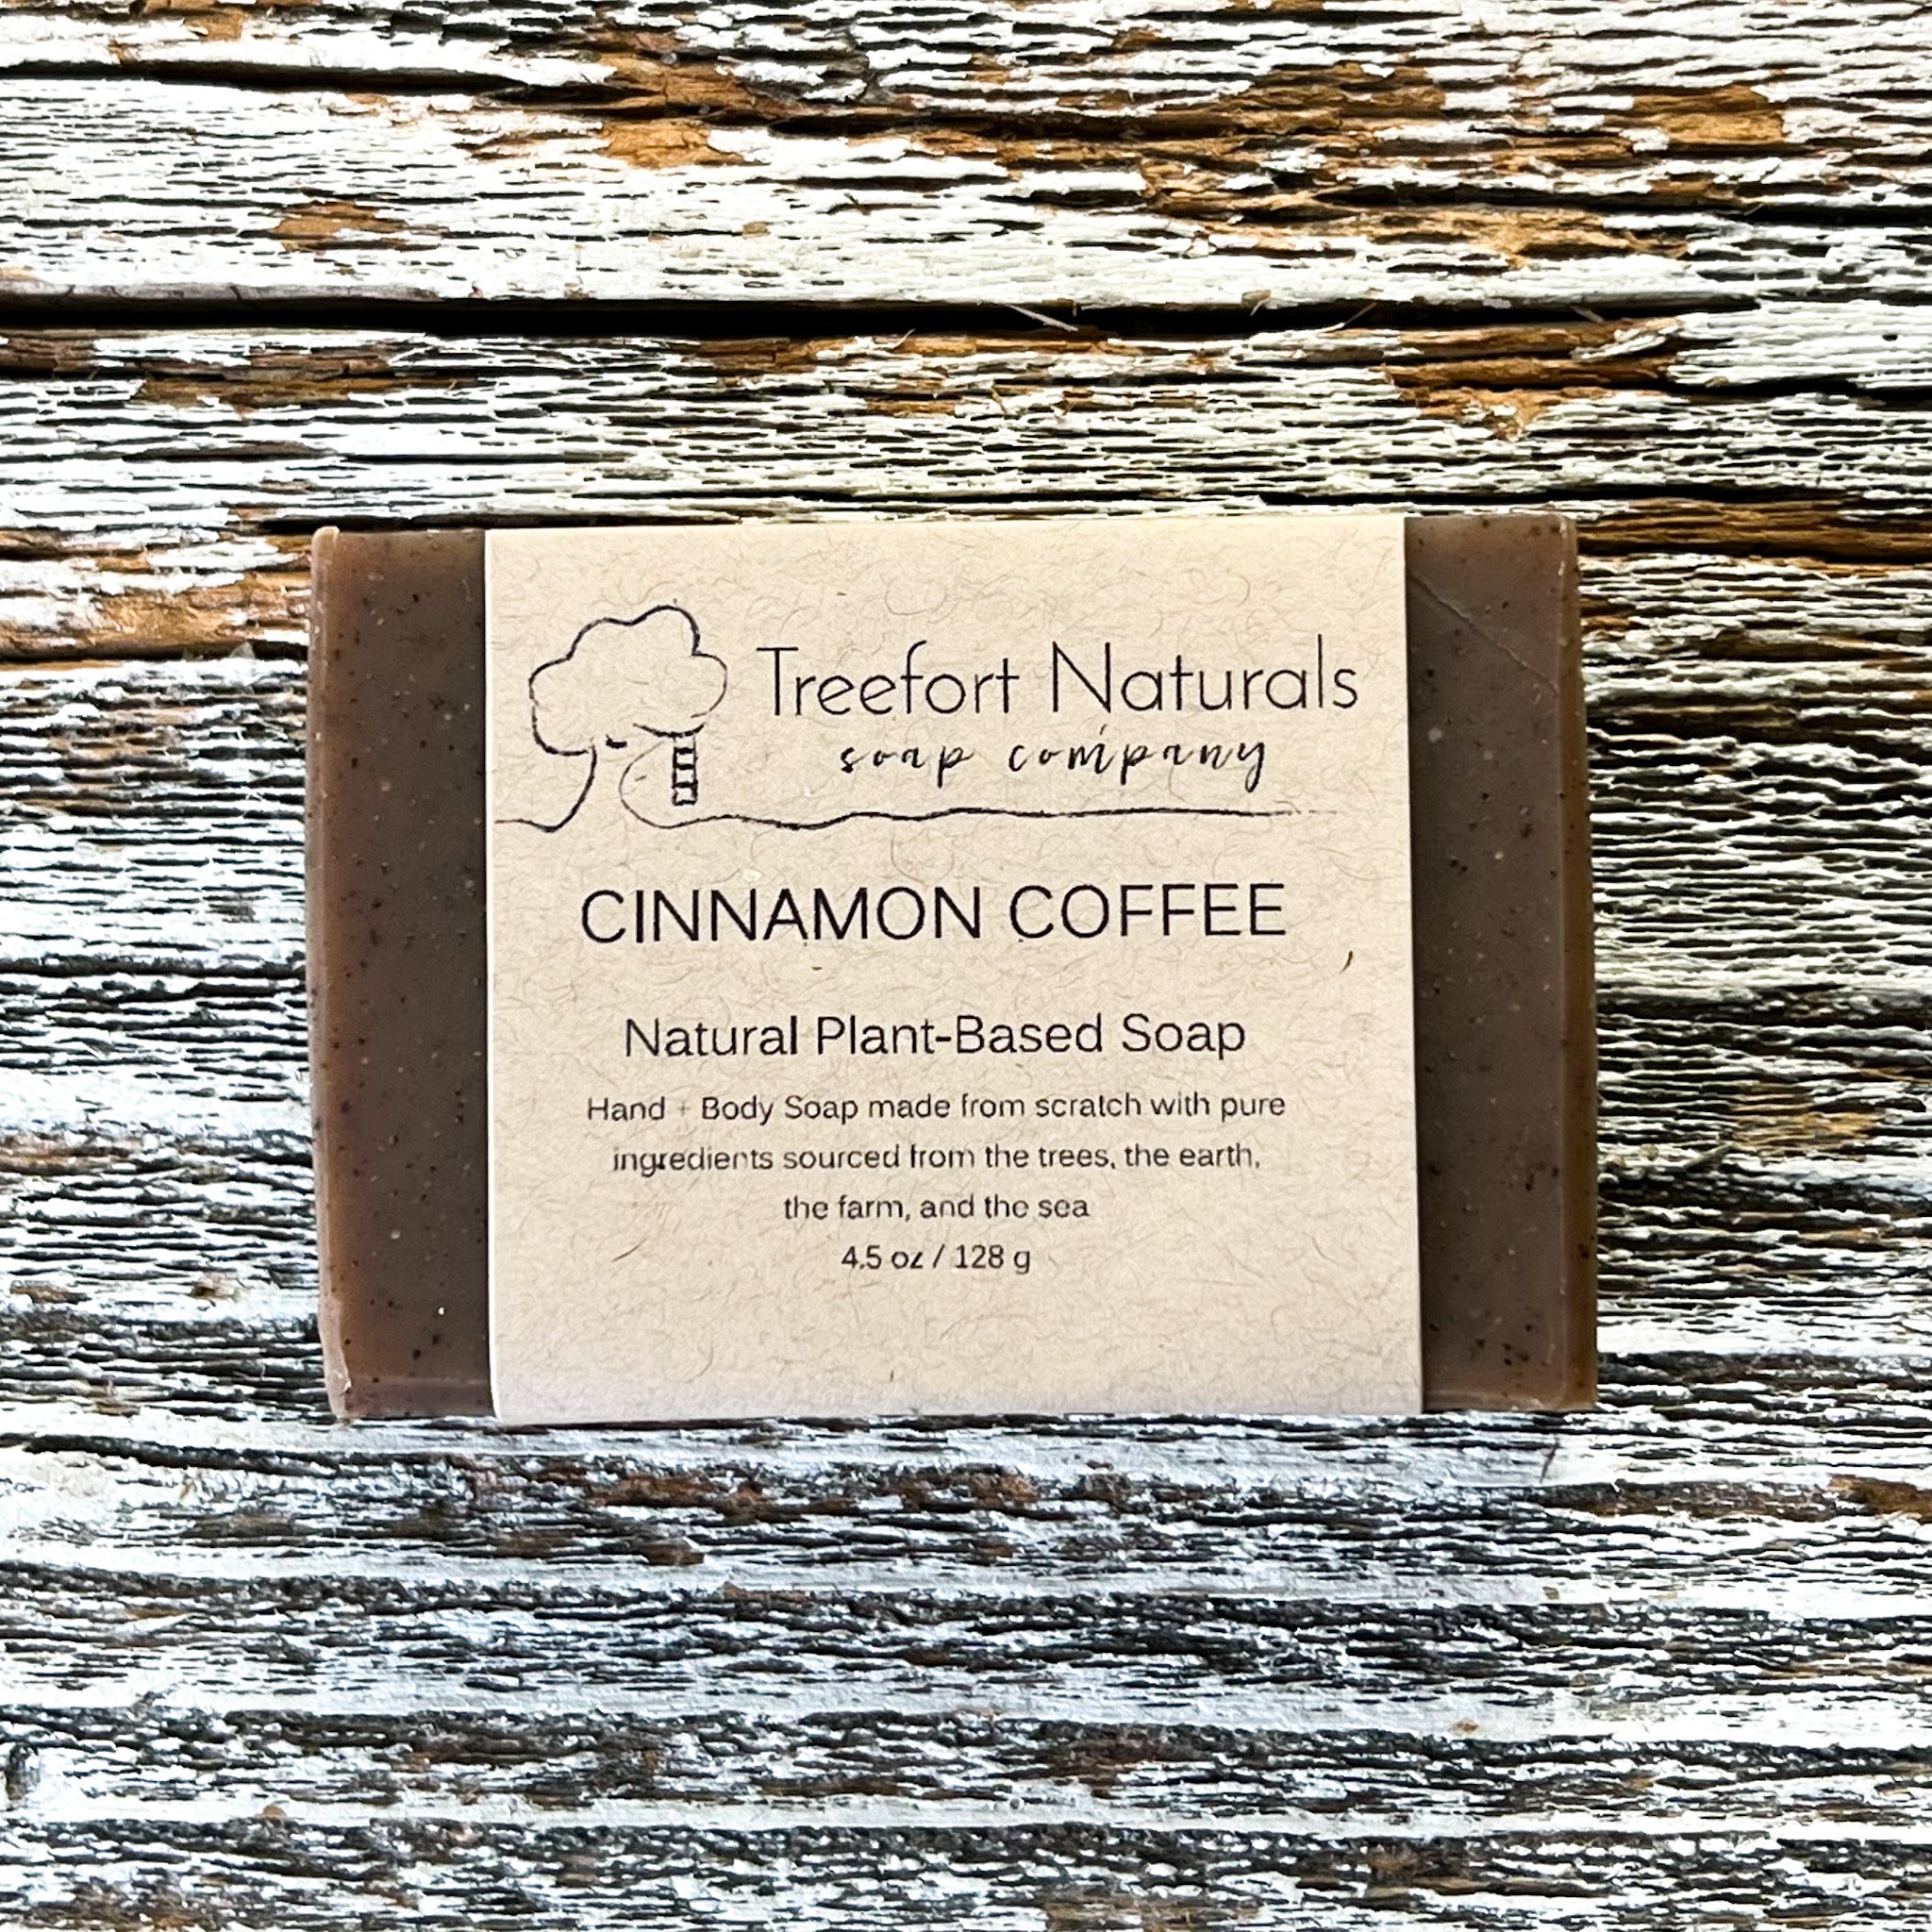 Treefort Naturals
soap company
CINNAMON COFFEE
Natural Plant-Based Soap
Hand + Body Soap made from scratch with pure
ingredients sourced from the trees, the earth,
the farm, and the sea
4.5 oz / 128 g